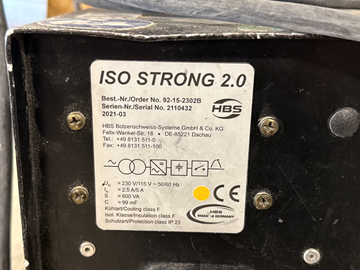 ISO STRONG 2.0
Best.-Nr./Order No. 92-15-2302B
Serien-Nr./Serial No. 2110432
2021-03
HBS
HBS Bolzenschweiss-Systeme GmbH & Co. KG
Felix-Wankel-Str. 18 • DE-85221 Dachau
Tel.: +49 8131 511-0
Fax: +49 8131 511-100
= 230 V/115 V ~ 50/60 Hz
= 2,5 A/5 A
S = 600 VA
C = 99 mF
Kühlart/Cooling class F
Isol. Klasse/Insulation class F
Schutzart/Protection class IP 23
CE
HBS
MADE IN GERMANY